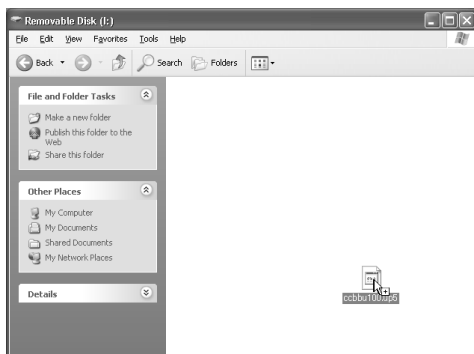 Removable Disk (I:)
File Edit View Favorites Tools Help
Back Search Folders
File and Folder Tasks
Make a new folder
Publish this folder to the
Web
Share this folder
Other Places
My Computer
My Documents
Shared Documents
My Network Places
Details
ccbbu100.up6